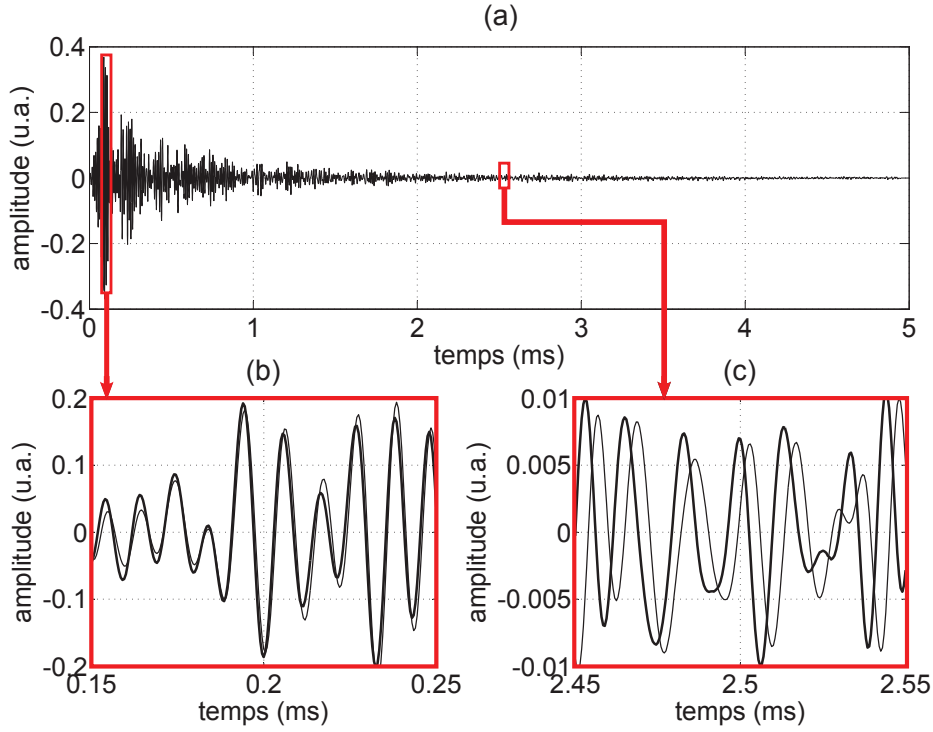 (a)
0.4
0.2
0
-0.2
-0.4
amplitude (u.a.)
0 1 2 3 4 5
temps (ms)
(b)
0.2
0.1
0
-0.1
-0.2
amplitude (u.a.)
0.15 0.2 0.25
temps (ms)
(c)
0.01
0.005
0
-0.005
-0.01
amplitude (u.a.)
2.45 2.5 2.55
temps (ms)